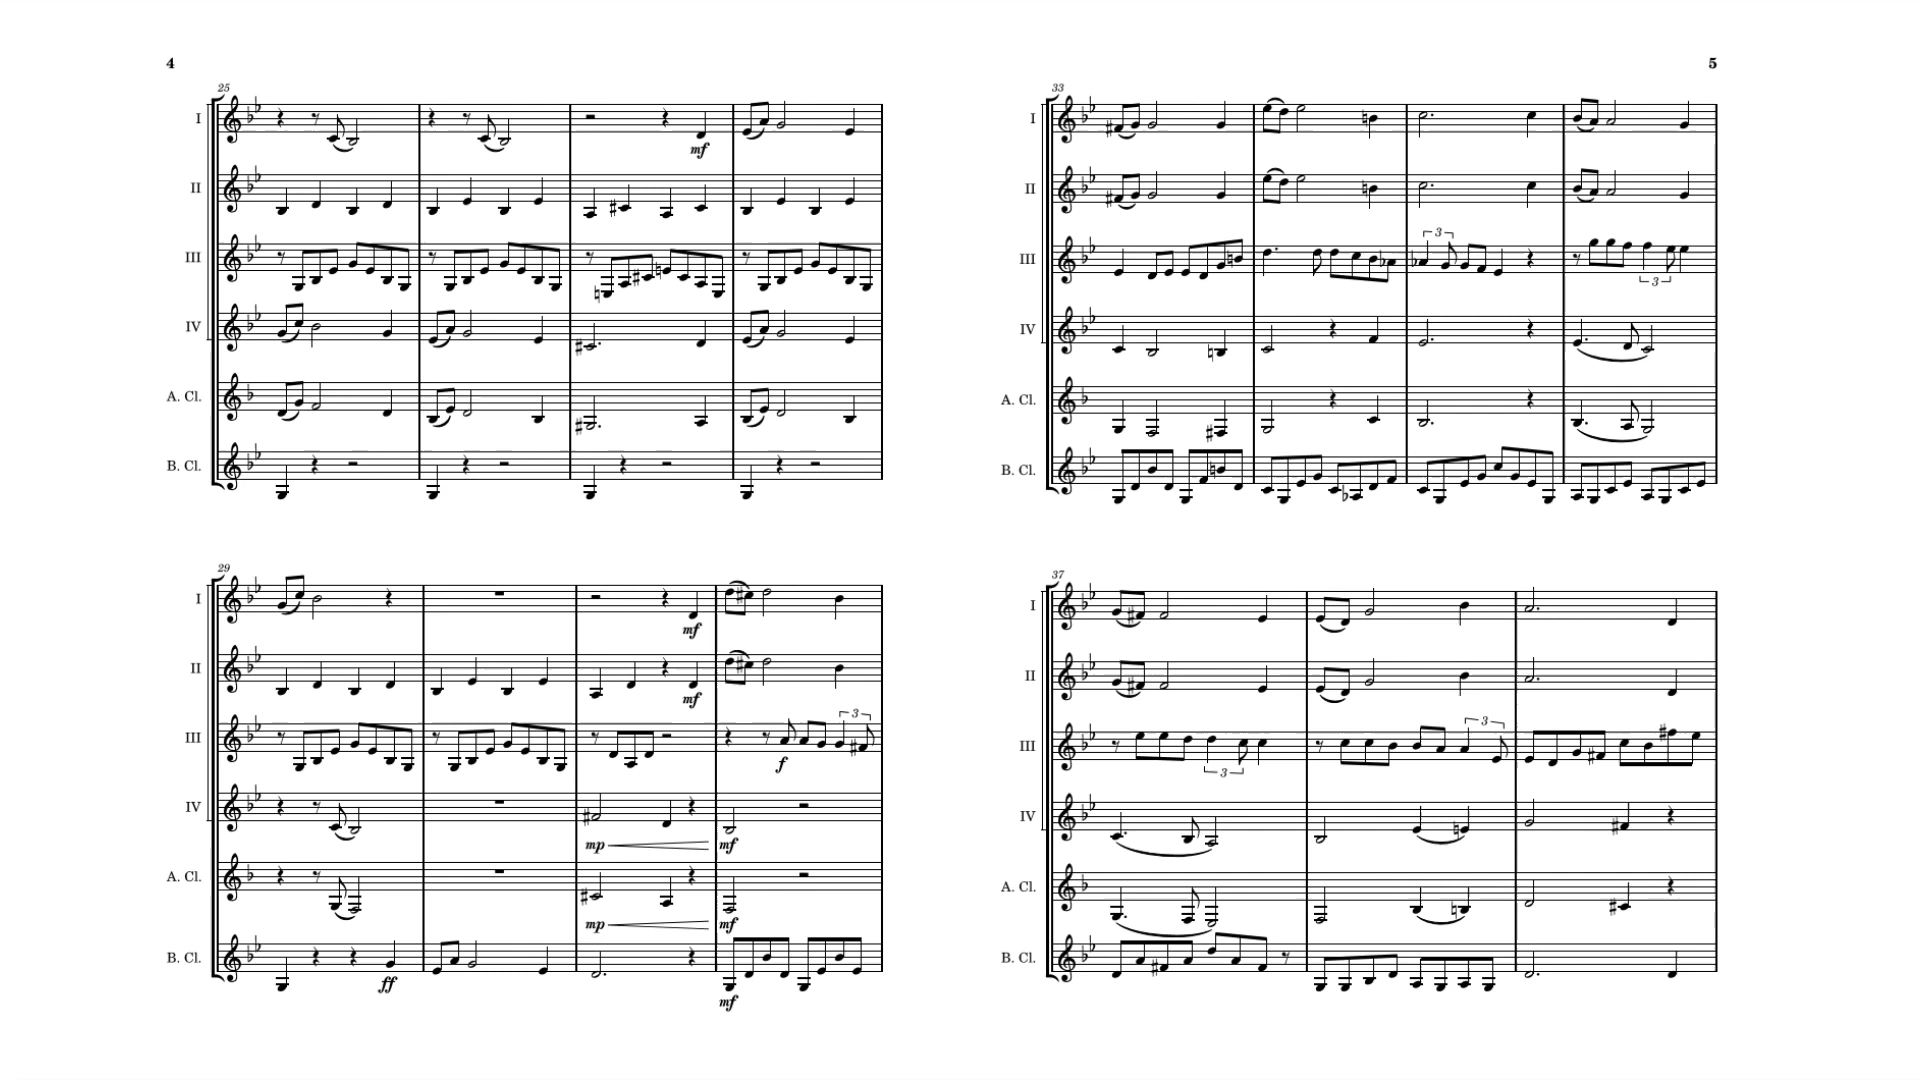 4
25
I
mf
II
III
IV
A. Cl.
B. Cl.
29
I
mf
II
mf
3
III
f
IV
mp mf
A. Cl.
mp mf
B. Cl.
ff
mf
5
33
I
II
3
III
3
IV
A. Cl.
B. Cl.
37
I
II
3
III
3
IV
A. Cl.
B. Cl.